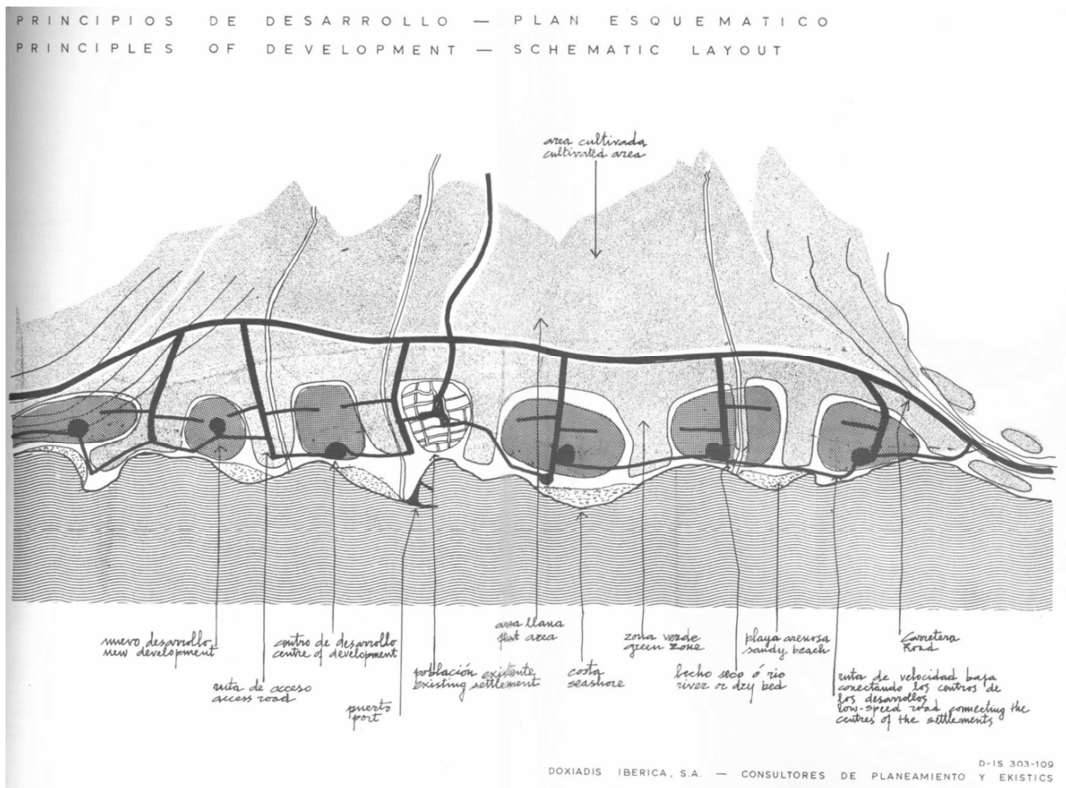 PRINCIPIOS DE DESARROLLO — PLAN ESQUEMATICO
PRINCIPLES OF DEVELOPMENT — SCHEMATIC LAYOUT
area cultivada
cultivated area
area llana
flat area
nuevo desarrollo
new development
centro de desarrollo
centre of development
zona verde
green zone
playa arenosa
sandy beach
Carretera
Road
ruta de acceso
access road
población existente
existing settlement
costa
seashore
lecho seco ó rio
river or dry bed
ruta de velocidad baja
conectando los centros de
los desarollos
low-speed road connecting the
centres of the settlements
puerto
port
D-IS 303-109
DOXIADIS IBERICA, S.A. — CONSULTORES DE PLANEAMIENTO Y EKISTICS